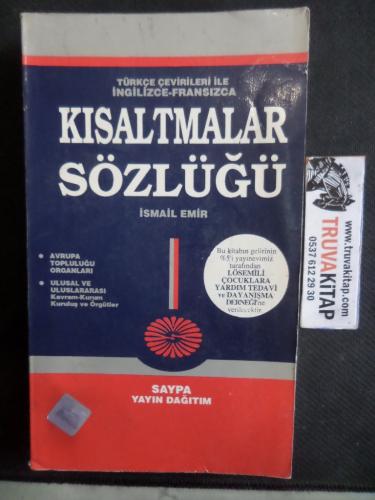 TÜRKÇE ÇEVİRİLERİ İLE
İNGİLİZCE-FRANSIZCA
KISALTMALAR
SÖZLÜĞÜ
İSMAİL EMİR
• AVRUPA
TOPLULUĞU
ORGANLARI
• ULUSAL VE
ULUSLARARASI
Kavram-Kurum
Kuruluş ve Örgütler
Bu kitabın gelirinin
%5'i yayınevimiz
tarafından
LÖSEMİLİ
ÇOCUKLARA
YARDIM TEDAVİ
ve DAYANIŞMA
DERNEĞİ'ne
verilecektir.
SAYPA
YAYIN DAĞITIM
www.truvakitap.com
TRUVAKİTAP
0537 612 29 30